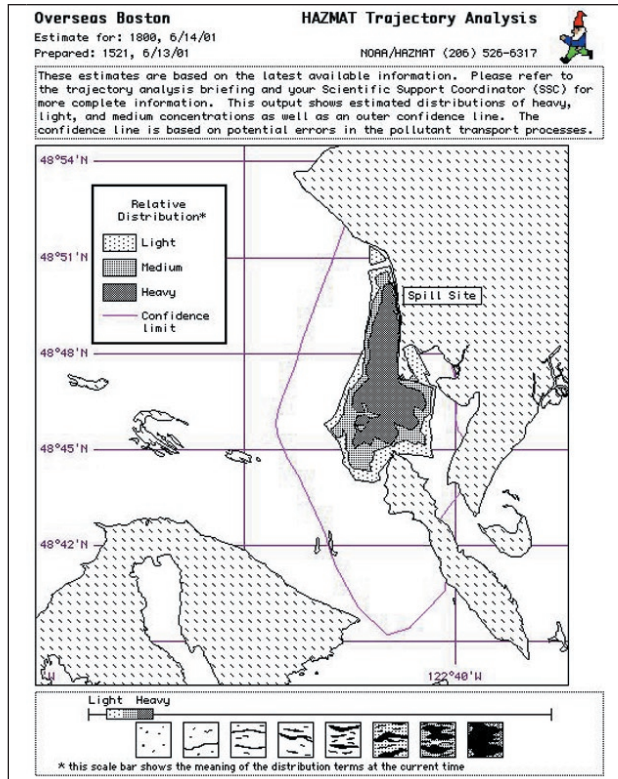 Overseas Boston
HAZMAT Trajectory Analysis
Estimate for: 1800, 6/14/01
Prepared: 1521, 6/13/01
NOAA/HAZMAT (206) 526-6317
These estimates are based on the latest available information. Please refer to
the trajectory analysis briefing and your Scientific Support Coordinator (SSC) for
more complete information. This output shows estimated distributions of heavy,
light, and medium concentrations as well as an outer confidence line. The
confidence line is based on potential errors in the pollutant transport processes.
48°54'N
Relative
Distribution*
Light
Medium
Heavy
Confidence
limit
48°51'N
Spill Site
48°48'N
48°45'N
48°42'N
W
122°40'W
Light Heavy
* this scale bar shows the meaning of the distribution terms at the current time